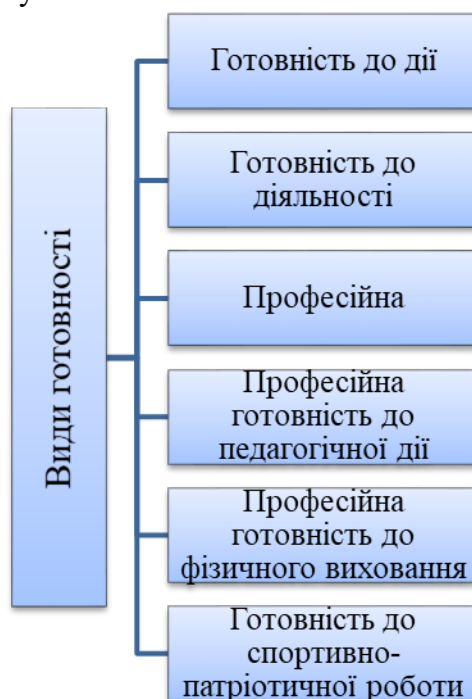 у
Види готовності
Готовність до дії
Готовність до
діяльності
Професійна
Професійна
готовність до
педагогічної дії
Професійна
готовність до
фізичного виховання
Готовність до
спортивно-
патріотичної роботи